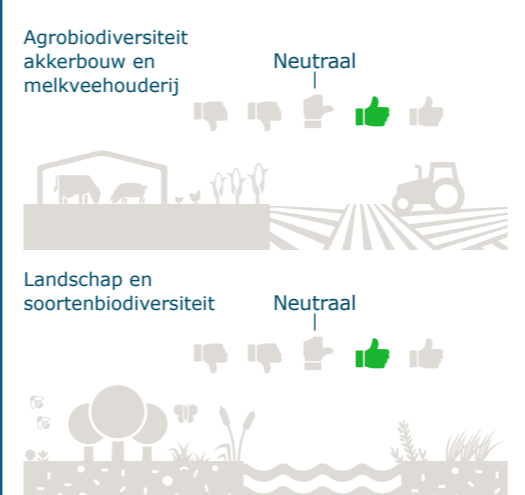 Agrobiodiversiteit
akkerbouw en
melkveehouderij
Neutraal
Landschap en
soortenbiodiversiteit
Neutraal